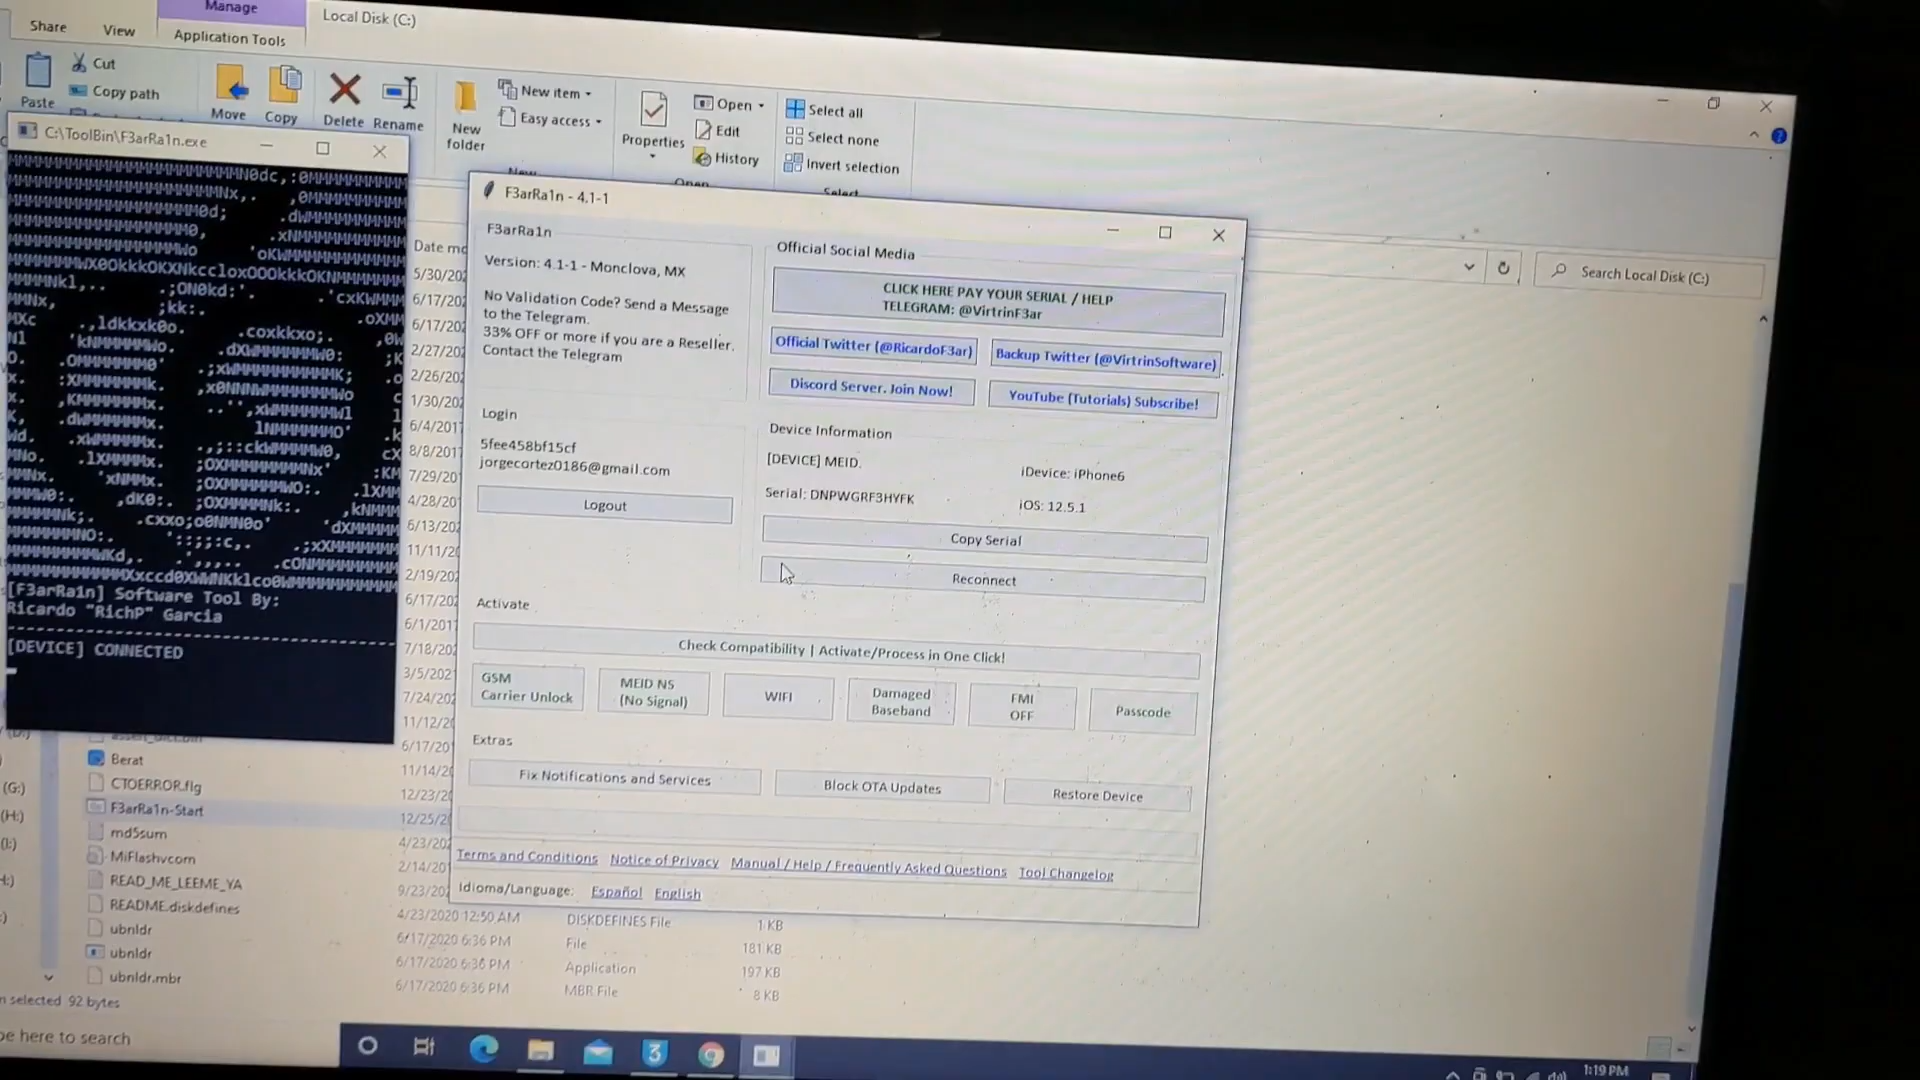 Manage
Local Disk (C:)
Share
View
Application Tools
Cut
Copy path
Paste
Move
Copy
Delete
Rename
New folder
New item
Easy access
New
Properties
Open
Edit
History
Open
Select all
Select none
Invert selection
Select
Search Local Disk (C:)
C:\ToolBin\F3arRa1n.exe
[F3arRa1n] Software Tool By:
Ricardo "RichP" Garcia
[DEVICE] CONNECTED
F3arRa1n - 4.1-1
F3arRa1n
Version: 4.1-1 - Monclova, MX
No Validation Code? Send a Message
to the Telegram.
33% OFF or more if you are a Reseller.
Contact the Telegram
Official Social Media
CLICK HERE PAY YOUR SERIAL / HELP
TELEGRAM: @VirtrinF3ar
Official Twitter (@RicardoF3ar)
Backup Twitter (@VirtrinSoftware)
Discord Server. Join Now!
YouTube (Tutorials) Subscribe!
Login
5fee458bf15cf
jorgecortez0186@gmail.com
Logout
Device Information
[DEVICE] MEID.
iDevice: iPhone6
Serial: DNPWGRF3HYFK
iOS: 12.5.1
Copy Serial
Reconnect
Activate
Check Compatibility | Activate/Process in One Click!
GSM
Carrier Unlock
MEID NS
(No Signal)
WIFI
Damaged
Baseband
FMI
OFF
Passcode
Extras
Fix Notifications and Services
Block OTA Updates
Restore Device
Terms and Conditions
Notice of Privacy
Manual / Help / Frequently Asked Questions
Tool Changelog
Idioma/Language:
Español
English
Date mo
Berat
CTOERROR.flg
F3arRa1n-Start
md5sum
MiFlashvcom
READ_ME_LEEME_YA
README.diskdefines
4/23/2020 12:50 AM
DISKDEFINES File
1 KB
ubnldr
6/17/2020 6:36 PM
File
181 KB
ubnldr
6/17/2020 6:36 PM
Application
197 KB
ubnldr.mbr
6/17/2020 6:36 PM
MBR File
8 KB
selected 92 bytes
here to search
1:19 PM